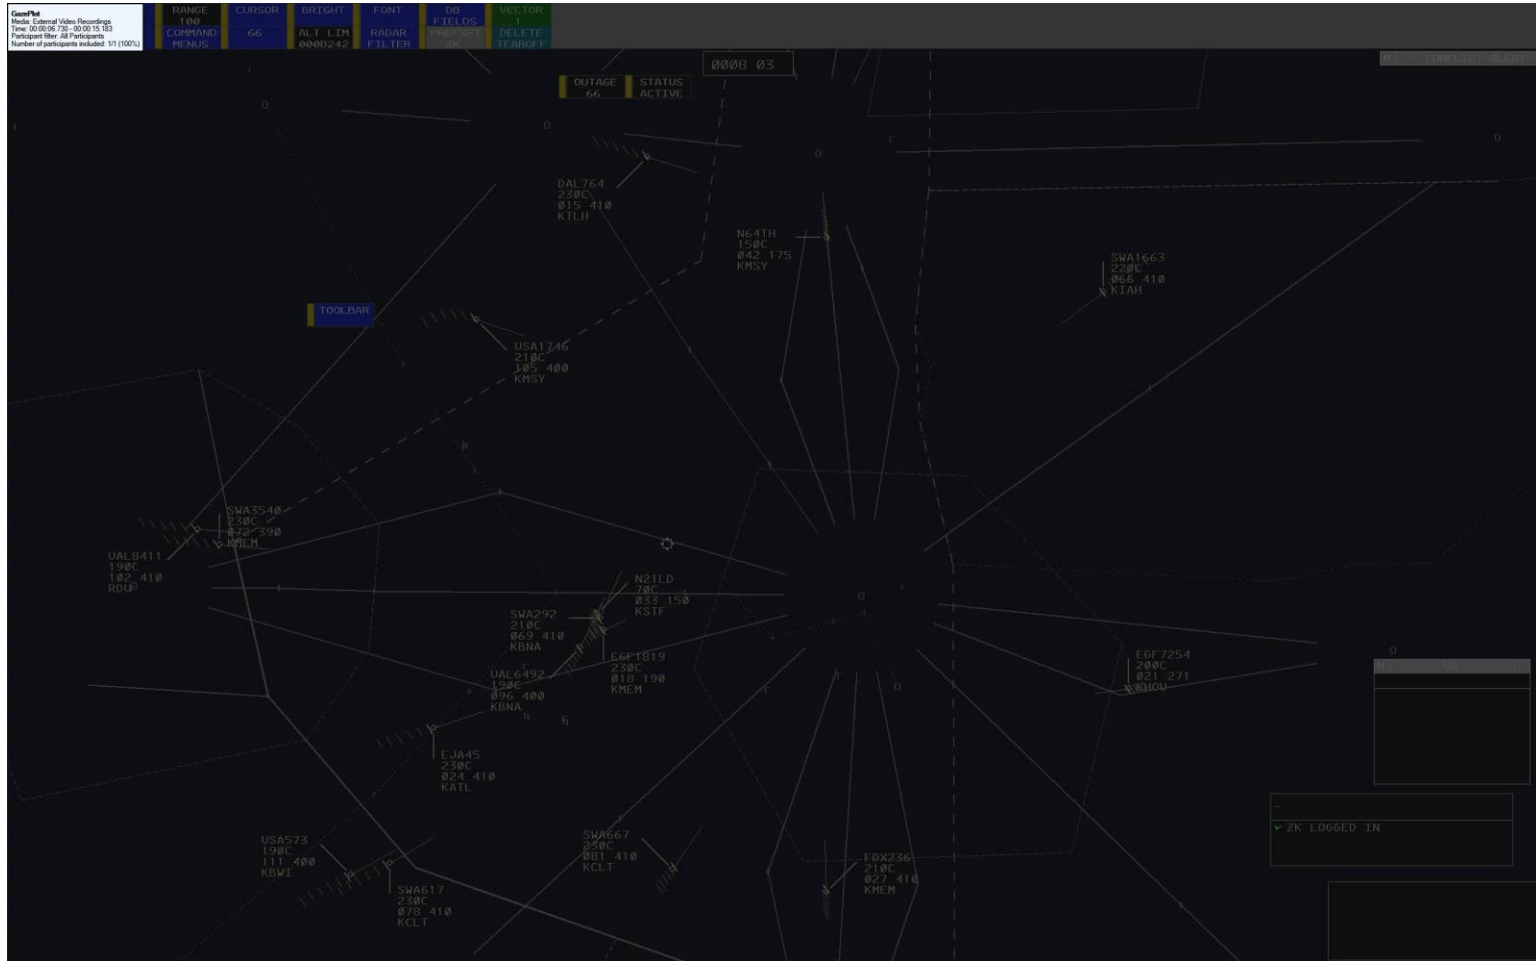 GazePlot
Media: External Video Recordings
Time: 00:00:06.730 - 00:00:15.183
Participant filter: All Participants
Number of participants included: 1/1 (100%)
RANGE
100
CURSOR
BRIGHT
FONT
DB
FIELDS
VECTOR
1
COMMAND
MENUS
66
ALT LIM
000B242
RADAR
FILTER
PREFSET
ZK
DELETE
TEAROFF
0008 03
CONFLICT ALERT
OUTAGE
66
STATUS
ACTIVE
DAL764
230C
015 410
KTLH
N64TH
150C
042 175
KMSY
SWA1663
220C
066 410
KIAH
TOOLBAR
USA1746
210C
105 400
KMSY
SWA3540
230C
072 390
KMEM
UAL8411
190C
102 410
RDU
N21LD
70C
033 150
KSTF
SWA292
210C
069 410
KBNA
EGF1819
230C
018 190
KMEM
UAL6492
190C
096 400
KBNA
EGF7254
200C
021 271
KHOU
EJA45
230C
024 410
KATL
USA573
190C
111 400
KBWI
SWA617
230C
078 410
KCLT
SWA667
230C
081 410
KCLT
FDX236
210C
027 410
KMEM
ZK LOGGED IN